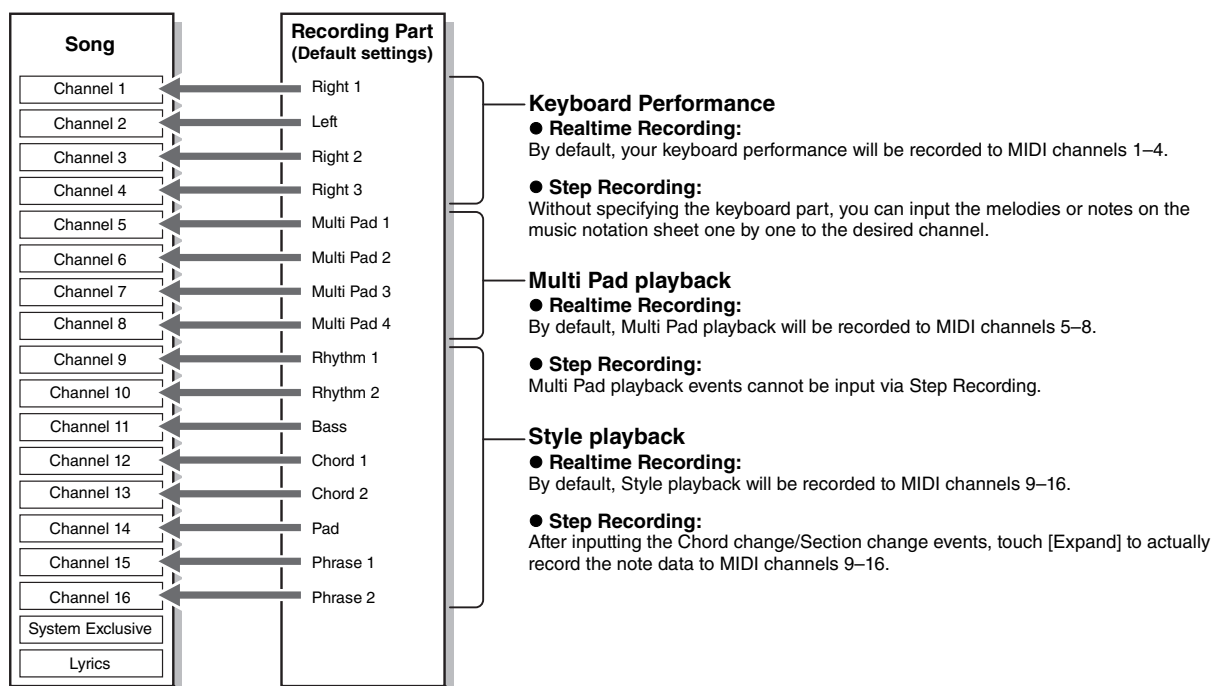 Song
Channel 1
Channel 2
Channel 3
Channel 4
Channel 5
Channel 6
Channel 7
Channel 8
Channel 9
Channel 10
Channel 11
Channel 12
Channel 13
Channel 14
Channel 15
Channel 16
System Exclusive
Lyrics
Recording Part
(Default settings)
Right 1
Left
Right 2
Right 3
Multi Pad 1
Multi Pad 2
Multi Pad 3
Multi Pad 4
Rhythm 1
Rhythm 2
Bass
Chord 1
Chord 2
Pad
Phrase 1
Phrase 2
Keyboard Performance
● Realtime Recording:
By default, your keyboard performance will be recorded to MIDI channels 1–4.
● Step Recording:
Without specifying the keyboard part, you can input the melodies or notes on the
music notation sheet one by one to the desired channel.
Multi Pad playback
● Realtime Recording:
By default, Multi Pad playback will be recorded to MIDI channels 5–8.
● Step Recording:
Multi Pad playback events cannot be input via Step Recording.
Style playback
● Realtime Recording:
By default, Style playback will be recorded to MIDI channels 9–16.
● Step Recording:
After inputting the Chord change/Section change events, touch [Expand] to actually
record the note data to MIDI channels 9–16.